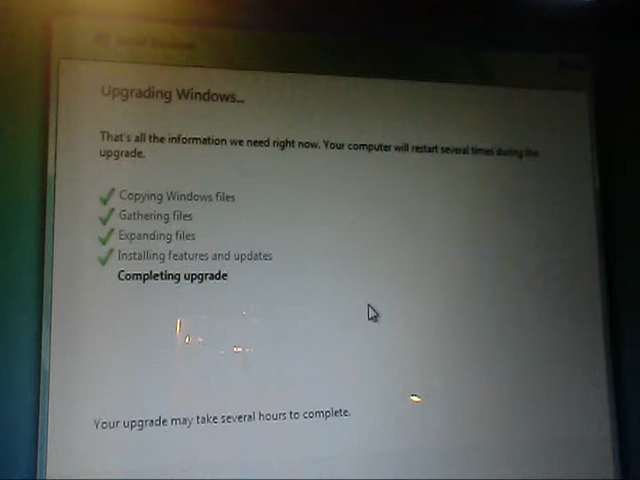 Upgrading Windows...
That's all the information we need right now. Your computer will restart several times during the
upgrade.
Copying Windows files
Gathering files
Expanding files
Installing features and updates
Completing upgrade
Your upgrade may take several hours to complete.